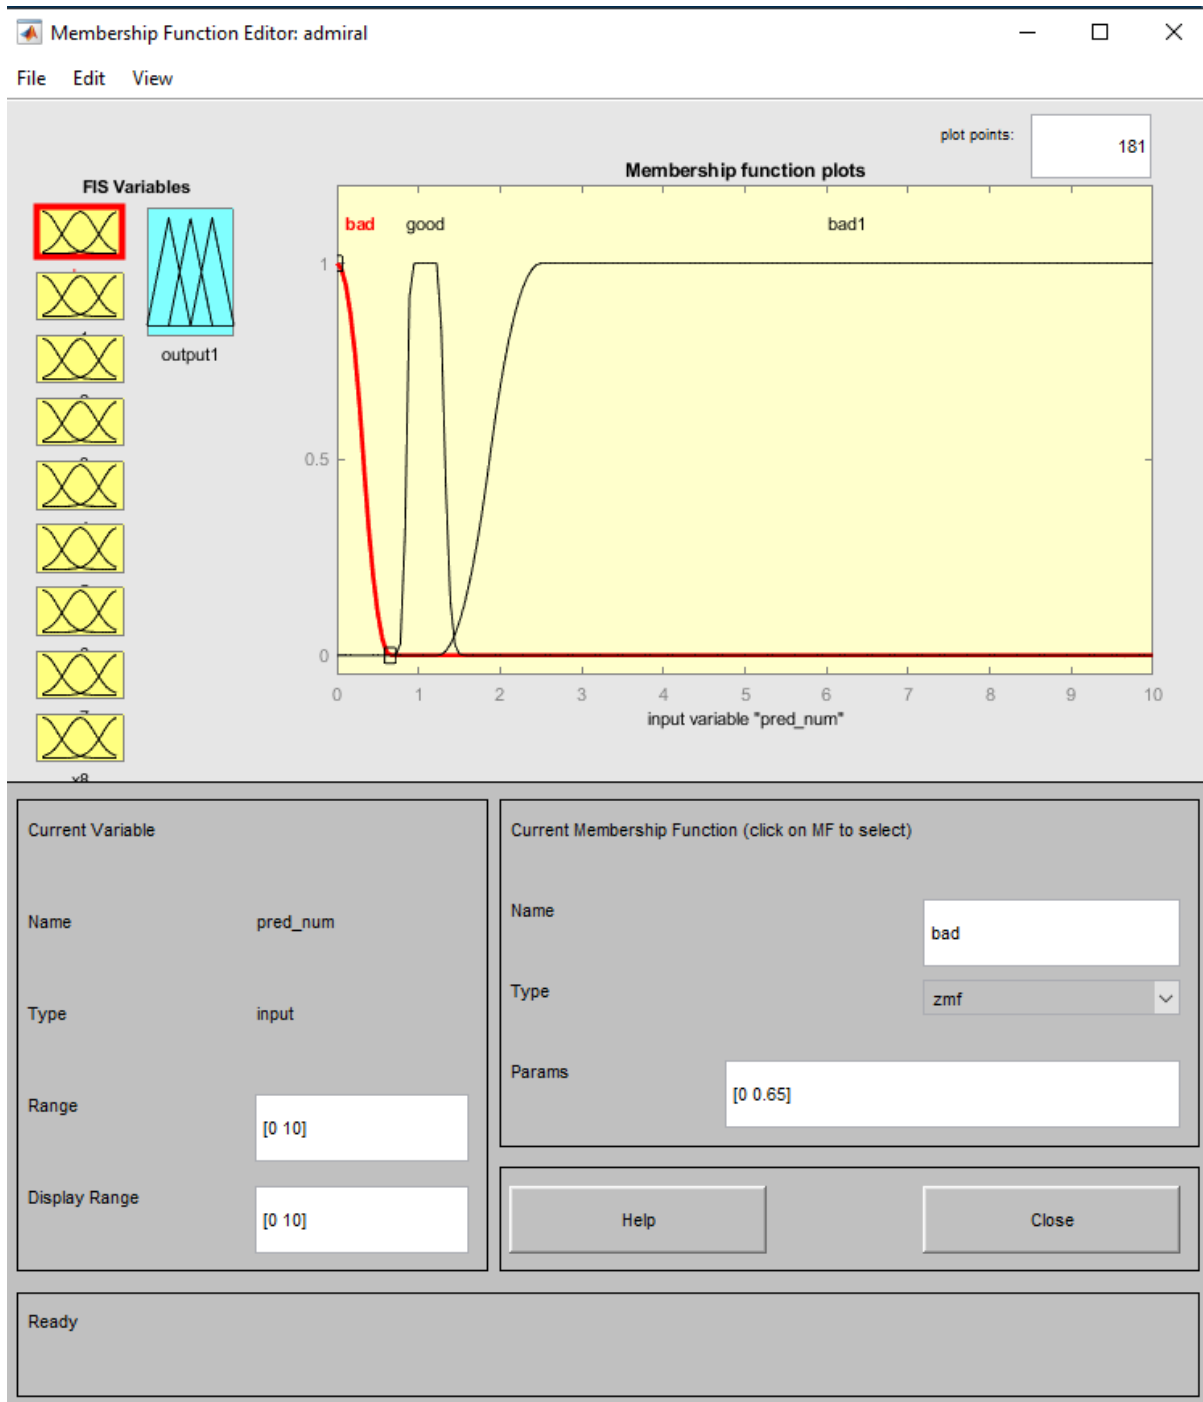 Membership Function Editor: admiral
File Edit View
plot points: 181
FIS Variables
output1
x8
Membership function plots
bad good bad1
1
0.5
0
0 1 2 3 4 5 6 7 8 9 10
input variable "pred_num"
Current Variable
Name pred_num
Type input
Range [0 10]
Display Range [0 10]
Current Membership Function (click on MF to select)
Name bad
Type zmf
Params [0 0.65]
Help Close
Ready